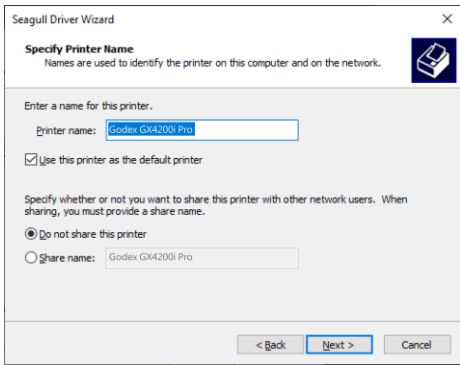 Seagull Driver Wizard
Specify Printer Name
Names are used to identify the printer on this computer and on the network.
Enter a name for this printer.
Printer name: Godex GX4200i Pro
Use this printer as the default printer
Specify whether or not you want to share this printer with other network users. When
sharing, you must provide a share name.
Do not share this printer
Share name: Godex GX4200i Pro
< Back Next > Cancel